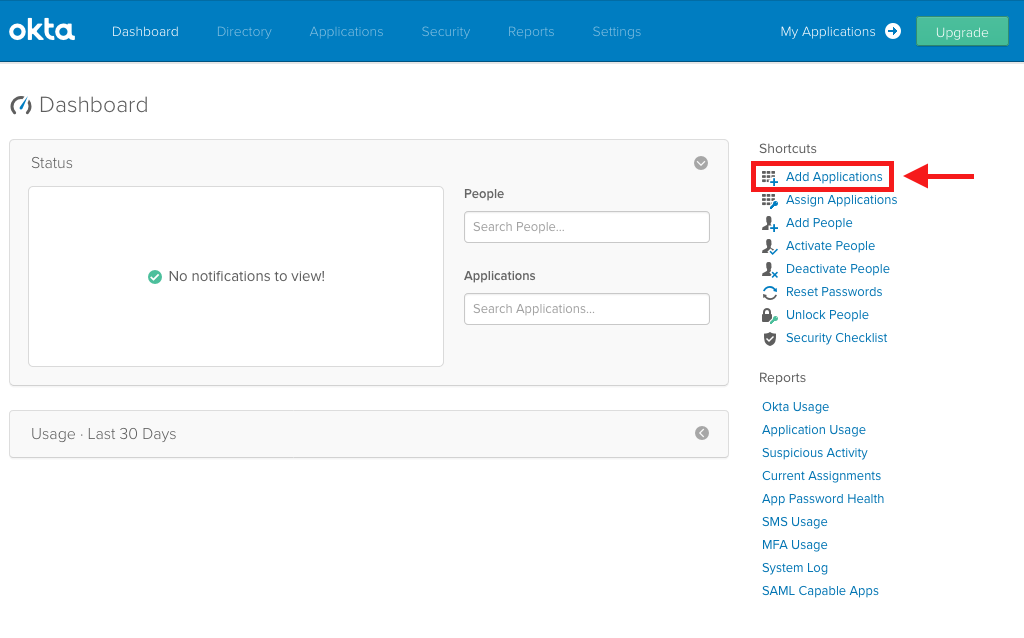 okta Dashboard Directory Applications Security Reports Settings My Applications Upgrade
Dashboard
Status
People
Search People...
No notifications to view!
Applications
Search Applications...
Usage · Last 30 Days
Shortcuts
Add Applications
Assign Applications
Add People
Activate People
Deactivate People
Reset Passwords
Unlock People
Security Checklist
Reports
Okta Usage
Application Usage
Suspicious Activity
Current Assignments
App Password Health
SMS Usage
MFA Usage
System Log
SAML Capable Apps